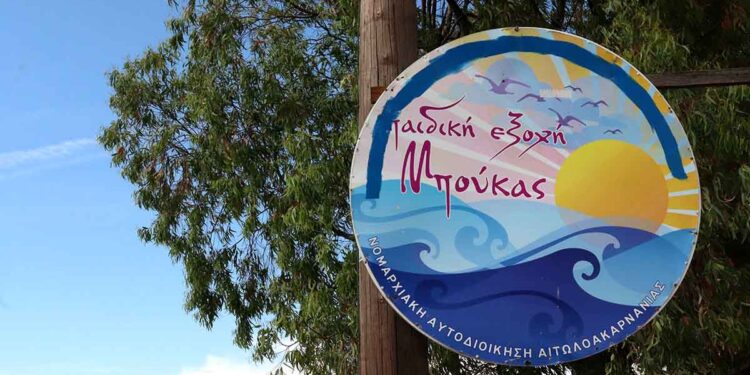 παιδική εξοχή
Μπούκας
ΝΟΜΑΡΧΙΑΚΗ ΑΥΤΟΔΙΟΙΚΗΣΗ ΑΙΤΩΛΟΑΚΑΡΝΑΝΙΑΣ